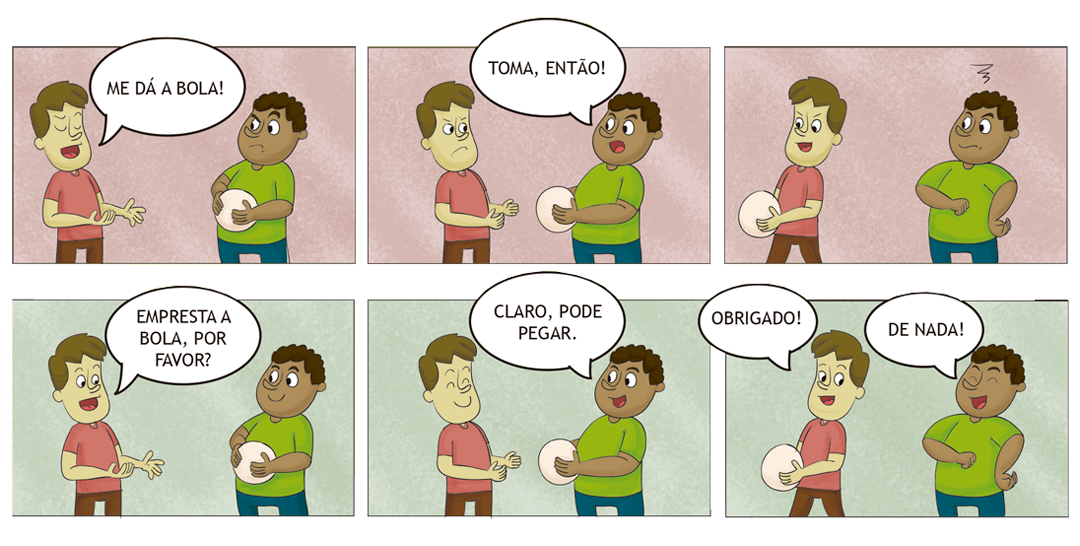 ME DÁ A BOLA!
TOMA, ENTÃO!
EMPRESTA A
BOLA, POR
FAVOR?
CLARO, PODE
PEGAR.
OBRIGADO!
DE NADA!